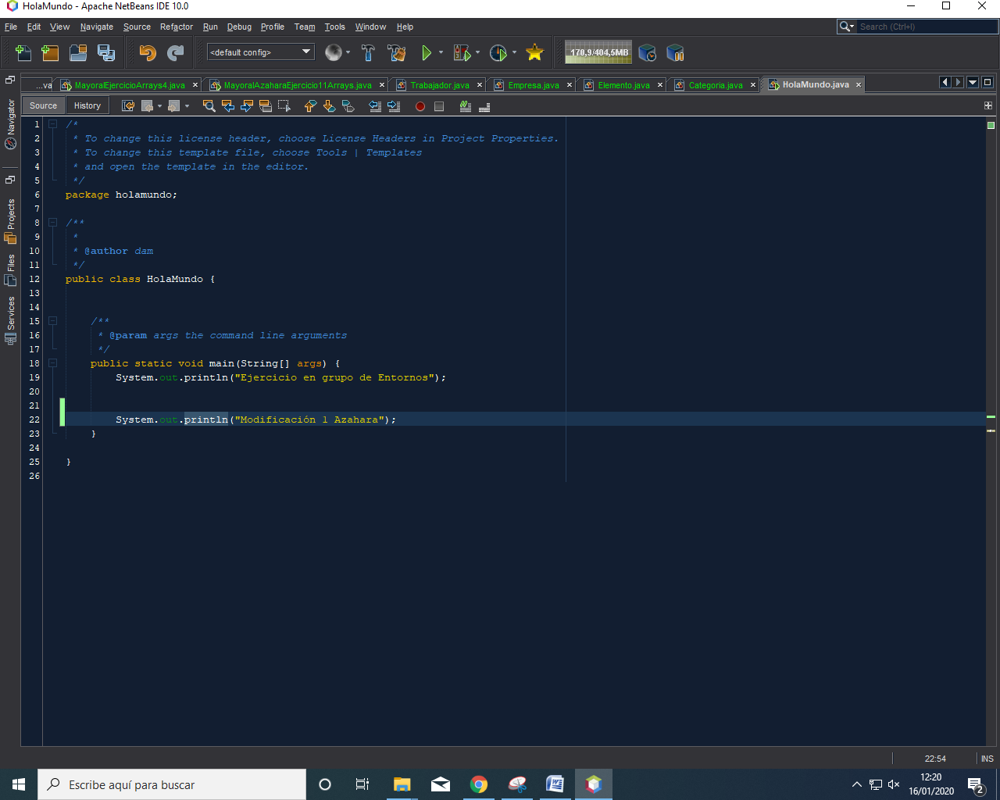 HolaMundo - Apache NetBeans IDE 10.0
File Edit View Navigate Source Refactor Run Debug Profile Team Tools Window Help
Search (Ctrl+I)
<default config>
170,9/404,5MB
...va MayoralEjercicioArrays4.java MayoralAzaharaEjercicio11Arrays.java Trabajador.java Empresa.java Elemento.java Categoria.java HolaMundo.java
Source History
Navigator
Projects
Files
Services
1 /*
2 * To change this license header, choose License Headers in Project Properties.
3 * To change this template file, choose Tools | Templates
4 * and open the template in the editor.
5 */
6 package holamundo;
7
8 /**
9 *
10 * @author dam
11 */
12 public class HolaMundo {
13
14
15 /**
16 * @param args the command line arguments
17 */
18 public static void main(String[] args) {
19 System.out.println("Ejercicio en grupo de Entornos");
20
21
22 System.out.println("Modificación 1 Azahara");
23 }
24
25 }
26
22:54 INS
Escribe aquí para buscar
12:20
16/01/2020
2